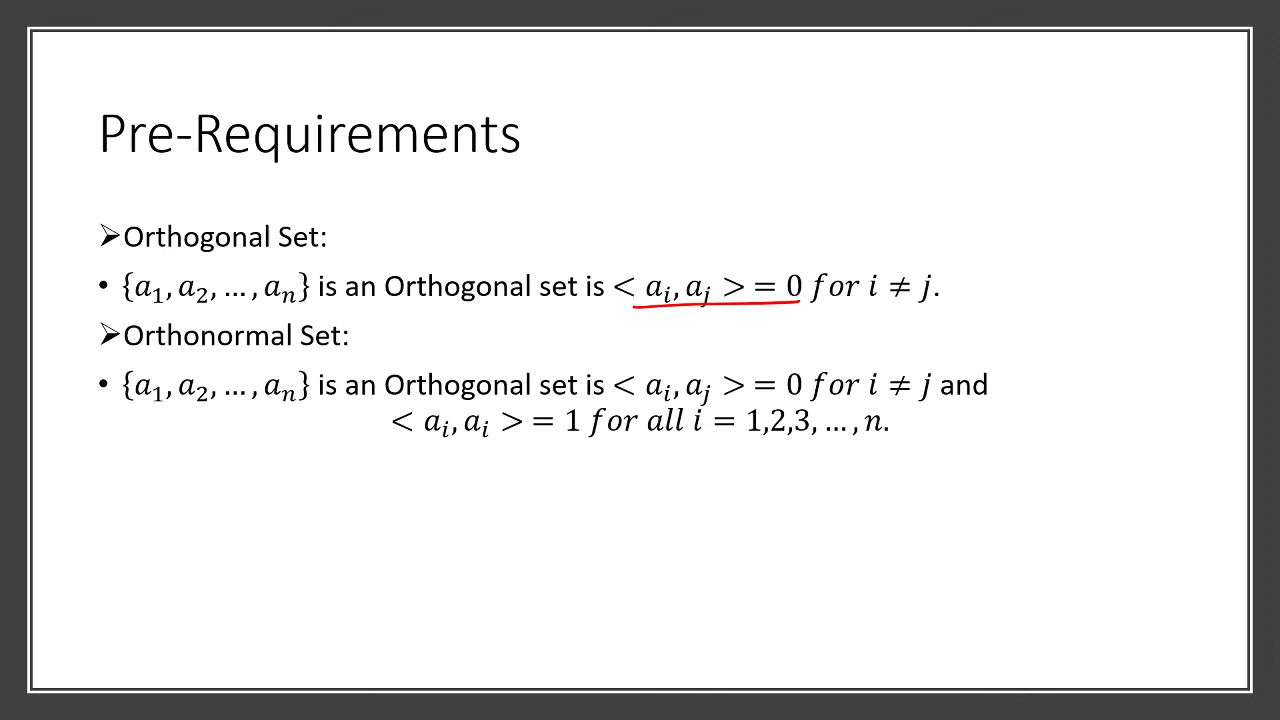 Pre-Requirements
➢Orthogonal Set:
• {a₁, a₂, … , aₙ} is an Orthogonal set is < aᵢ, aⱼ > = 0 for i ≠ j.
➢Orthonormal Set:
• {a₁, a₂, … , aₙ} is an Orthogonal set is < aᵢ, aⱼ > = 0 for i ≠ j and
< aᵢ, aᵢ > = 1 for all i = 1,2,3, … , n.